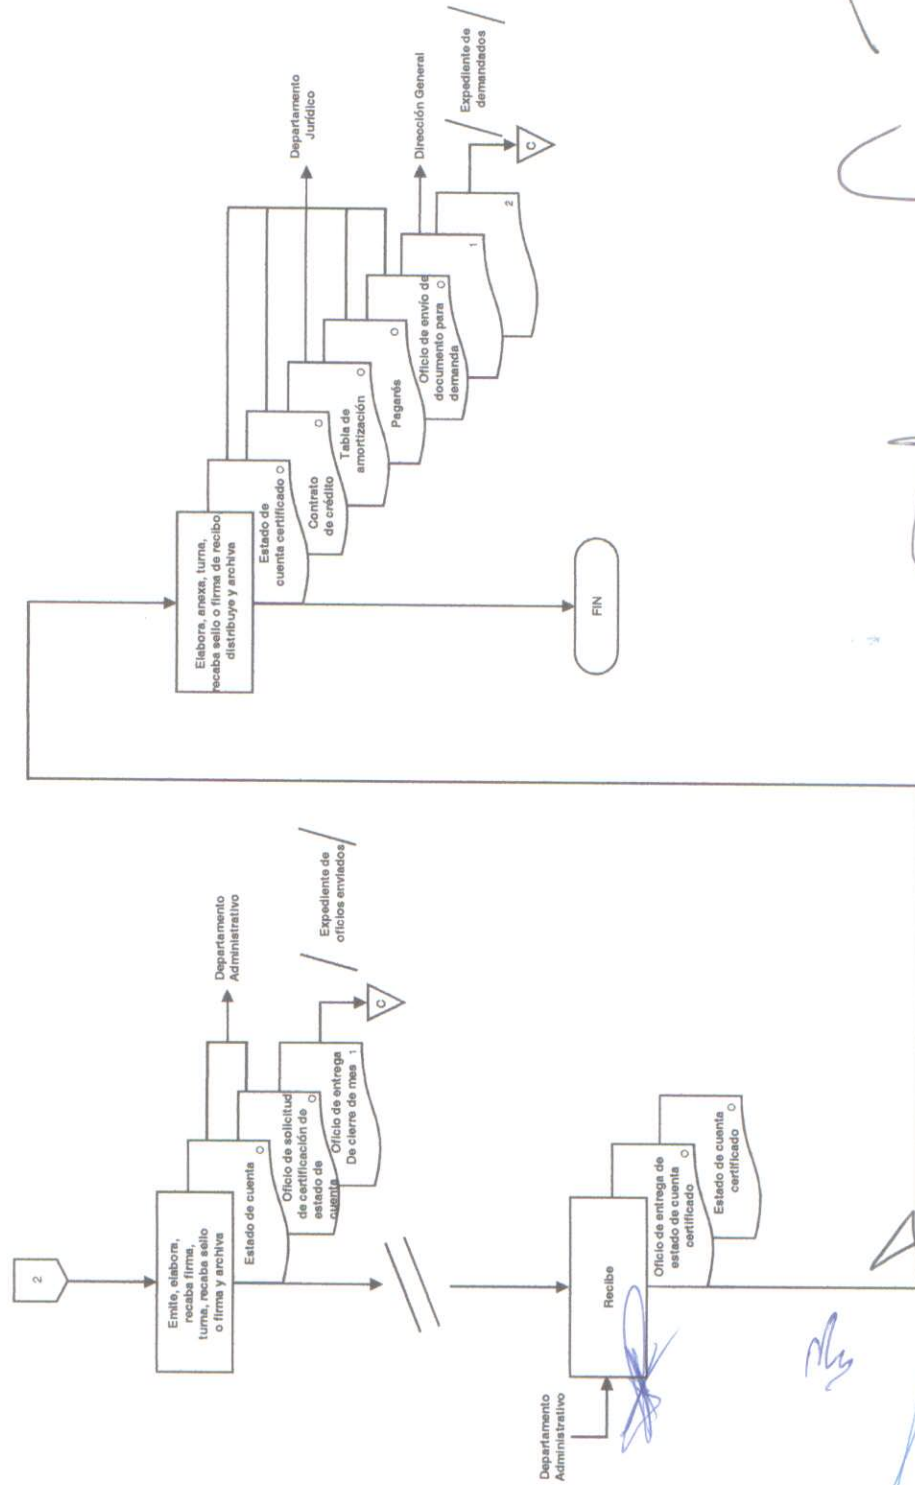 2
Emite, elabora,
recaba firma,
turna, recaba sello
o firma y archiva
Estado de cuenta O
Oficio de solicitud
de certificación de O
estado de
cuenta
Oficio de entrega
De cierre de mes 1
Departamento
Administrativo
C
Expediente de
oficios enviados
Departamento
Administrativo
Recibe
Oficio de entrega de
estado de cuenta O
certificado
Estado de cuenta
certificado O
Elabora, anexa, turna,
recaba sello o firma de recibo
distribuye y archiva
Estado de
cuenta certificado O
Contrato O
de crédito
Tabla de O
amortización
Pagarés O
Oficio de envío de
documento para O
demanda
1
2
Departamento
Jurídico
Dirección General
C
Expediente de
demandados
FIN